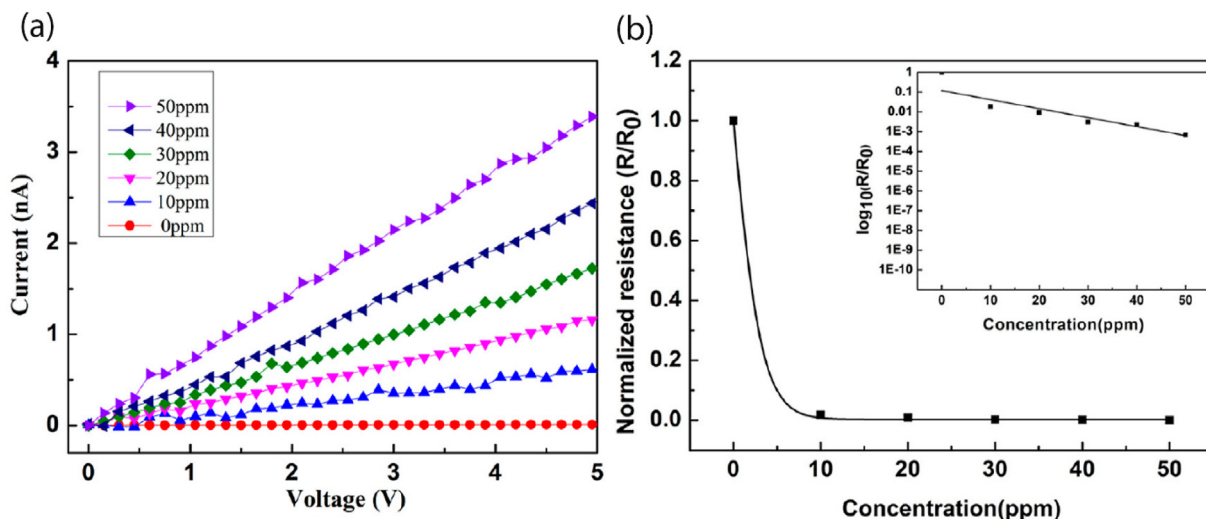 (a)
4
3
2
1
0
Current (nA)
50ppm
40ppm
30ppm
20ppm
10ppm
0ppm
0 1 2 3 4 5
Voltage (V)
(b)
1.2
1.0
0.8
0.6
0.4
0.2
0.0
Normalized resistance (R/R0)
0 10 20 30 40 50
Concentration(ppm)
1
0.1
0.01
1E-3
1E-4
1E-5
1E-6
1E-7
1E-8
1E-9
1E-10
log10(R/R0)
0 10 20 30 40 50
Concentration(ppm)